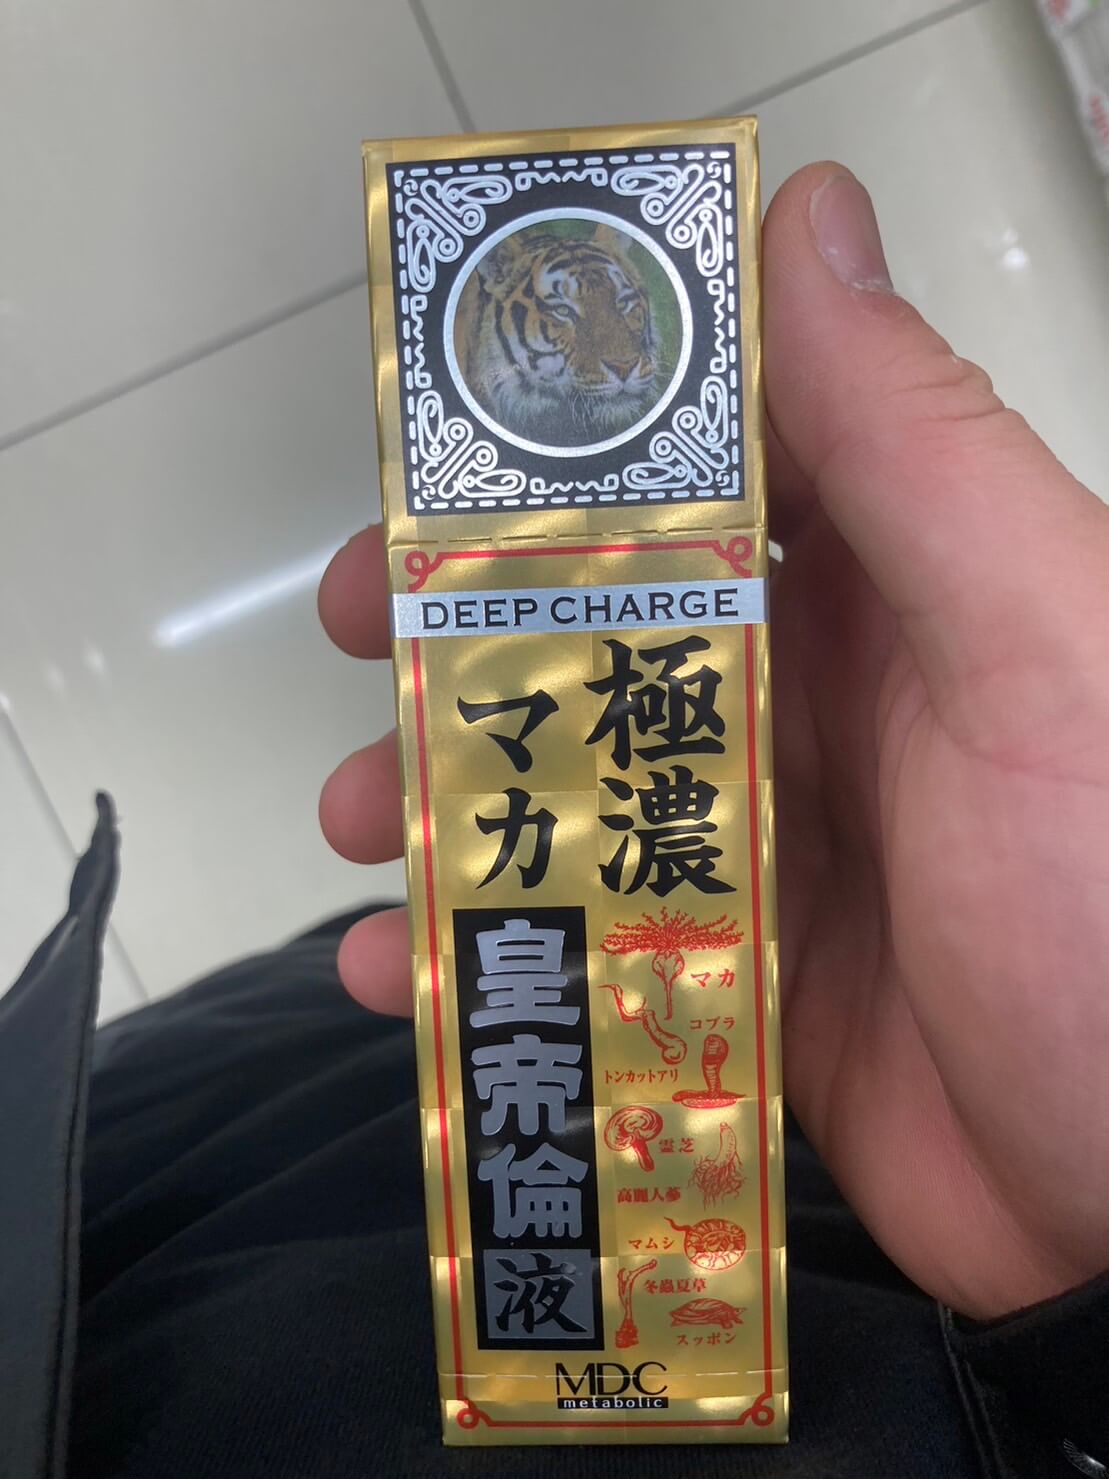 DEEP CHARGE
極濃
マカ
皇帝倫液
マカ
コブラ
トンカットアリ
霊芝
高麗人参
マムシ
冬蟲夏草
スッポン
MDC
metabolic